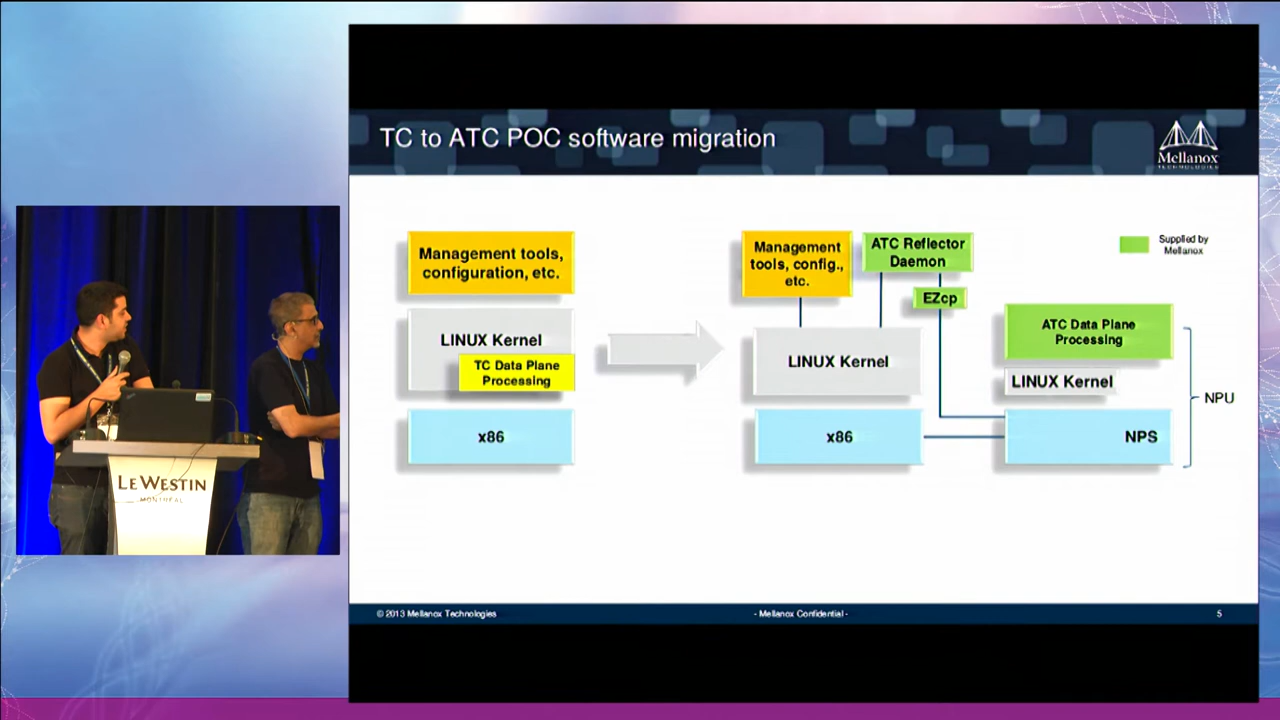 TC to ATC POC software migration
Mellanox
TECHNOLOGIES
Management tools,
configuration, etc.
LINUX Kernel
TC Data Plane
Processing
x86
Management
tools, config.,
etc.
ATC Reflector
Daemon
EZcp
LINUX Kernel
x86
Supplied by
Mellanox
ATC Data Plane
Processing
LINUX Kernel
NPS
NPU
LE WESTIN
MONTREAL
© 2013 Mellanox Technologies
- Mellanox Confidential -
5